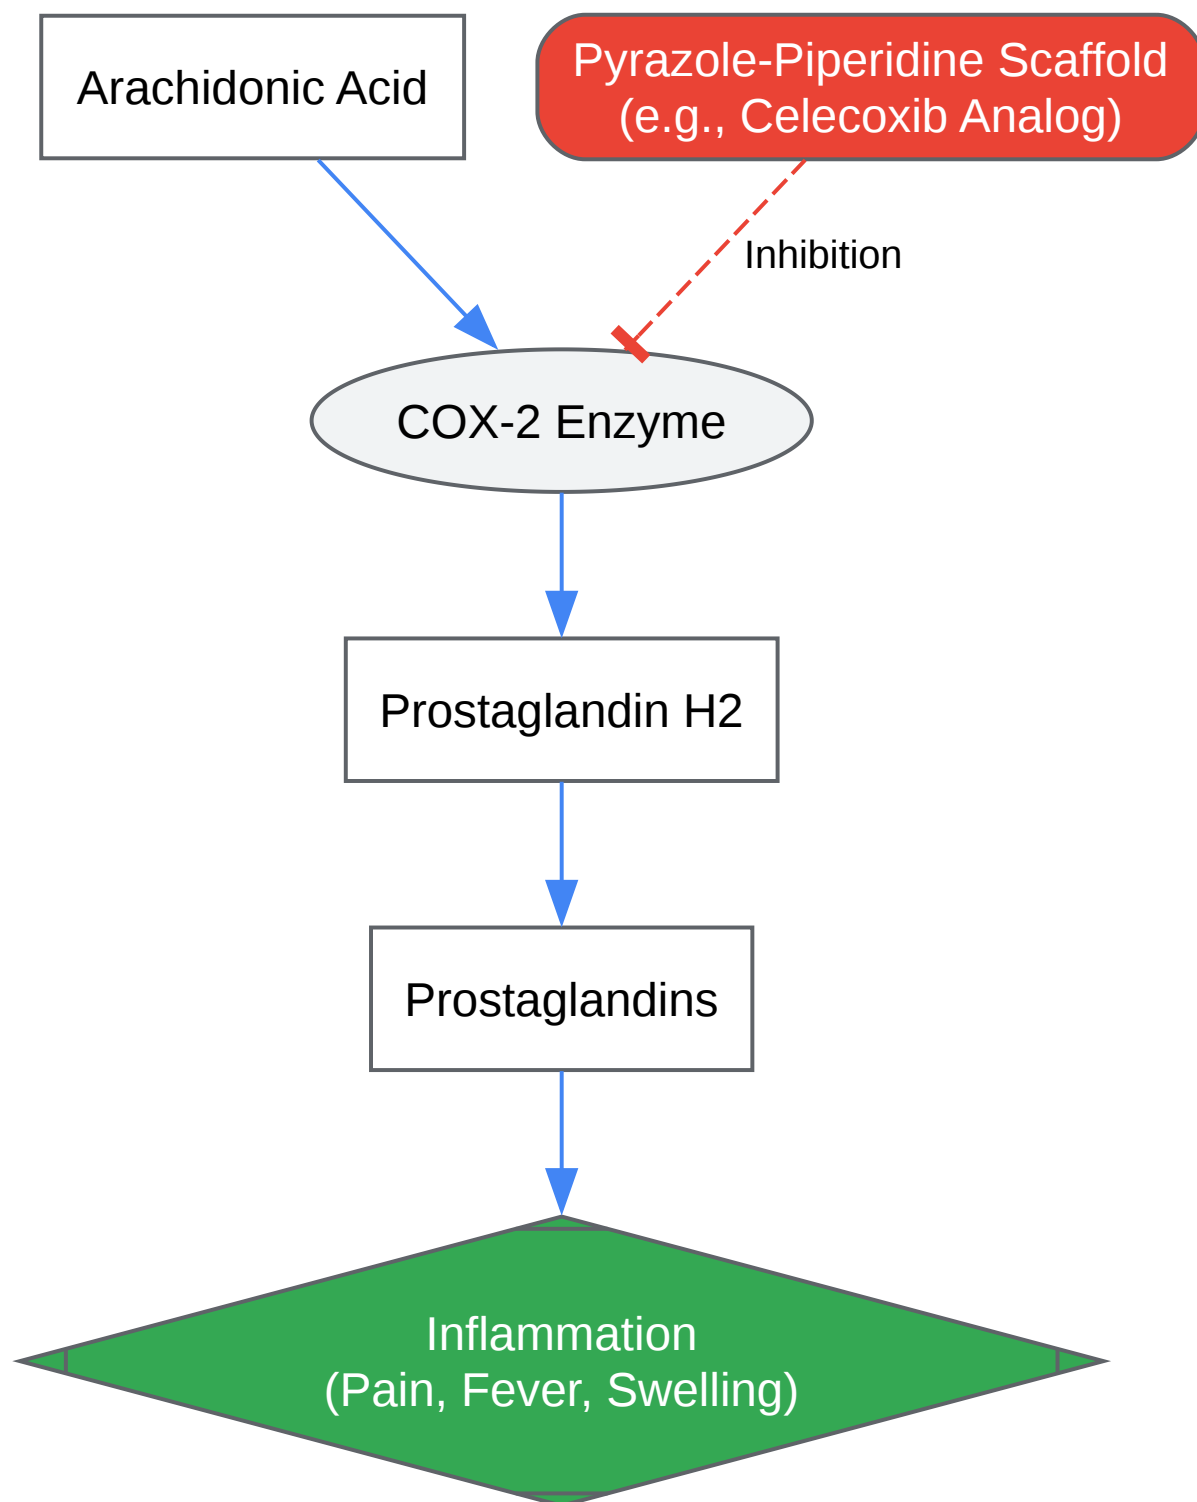 Arachidonic Acid
Pyrazole-Piperidine Scaffold
(e.g., Celecoxib Analog)
Inhibition
COX-2 Enzyme
Prostaglandin H2
Prostaglandins
Inflammation
(Pain, Fever, Swelling)